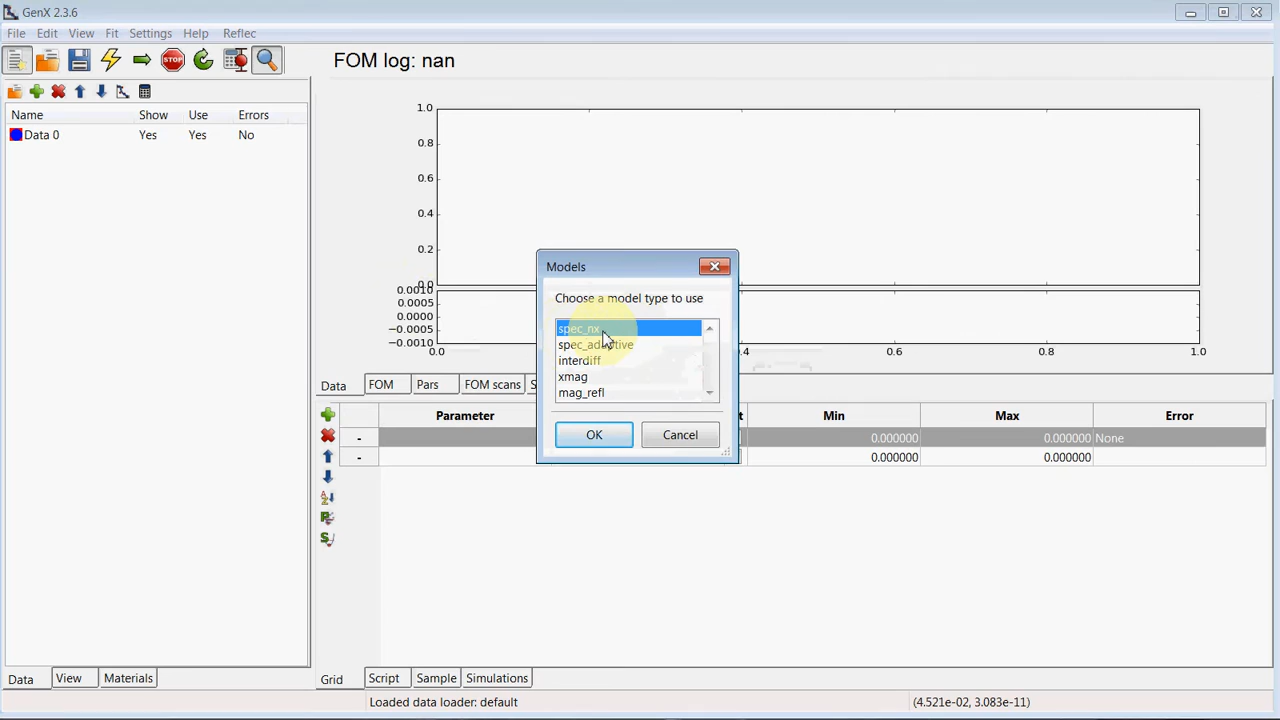 GenX 2.3.6
File Edit View Fit Settings Help Reflec
FOM log: nan
Name Show Use Errors
Data 0 Yes Yes No
1.0
0.8
0.6
0.4
0.2
0.0
0.0010
0.0005
0.0000
−0.0005
−0.0010
0.0 0.4 0.6 0.8 1.0
Models
Choose a model type to use
spec_nx
spec_adaptive
interdiff
xmag
mag_refl
OK Cancel
Data FOM Pars FOM scans
Parameter Min Max Error
- 0.000000 0.000000 None
- 0.000000 0.000000
Data View Materials
Grid Script Sample Simulations
Loaded data loader: default (4.521e-02, 3.083e-11)